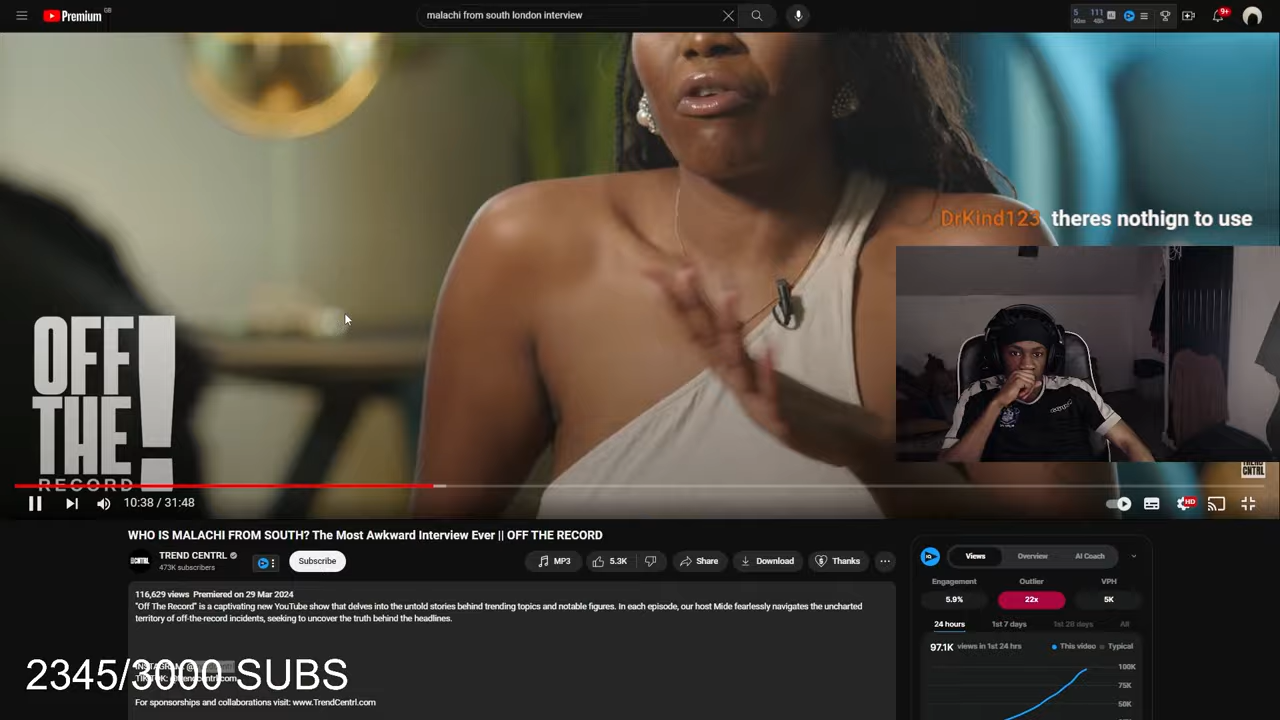 Premium GB
malachi from south london interview
5 111
60m 48h
9+
DrKind123 theres nothign to use
OFF
THE!
RECORD
10:38 / 31:48
HD
WHO IS MALACHI FROM SOUTH? The Most Awkward Interview Ever || OFF THE RECORD
TREND CENTRL
473K subscribers
Subscribe
MP3
5.3K
Share
Download
Thanks
116,629 views Premiered on 29 Mar 2024
"Off The Record" is a captivating new YouTube show that delves into the untold stories behind trending topics and notable figures. In each episode, our host Mide fearlessly navigates the uncharted
territory of off-the-record incidents, seeking to uncover the truth behind the headlines.
2345/3000 SUBS
For sponsorships and collaborations visit: www.TrendCentrl.com
Views Overview AI Coach
Engagement Outlier VPH
5.9% 22x 5K
24 hours 1st 7 days 1st 28 days All
97.1K views in 1st 24 hrs This video Typical
100K
75K
50K